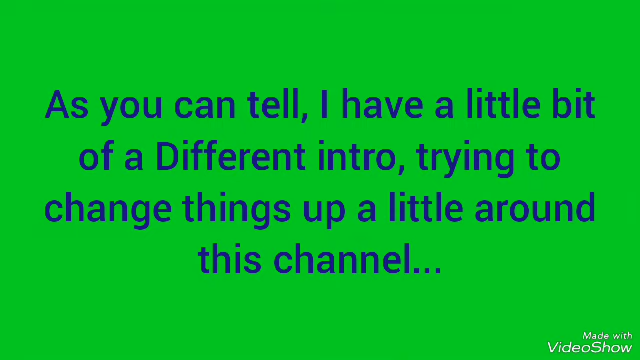 As you can tell, I have a little bit
of a Different intro, trying to
change things up a little around
this channel...
Made with
VideoShow